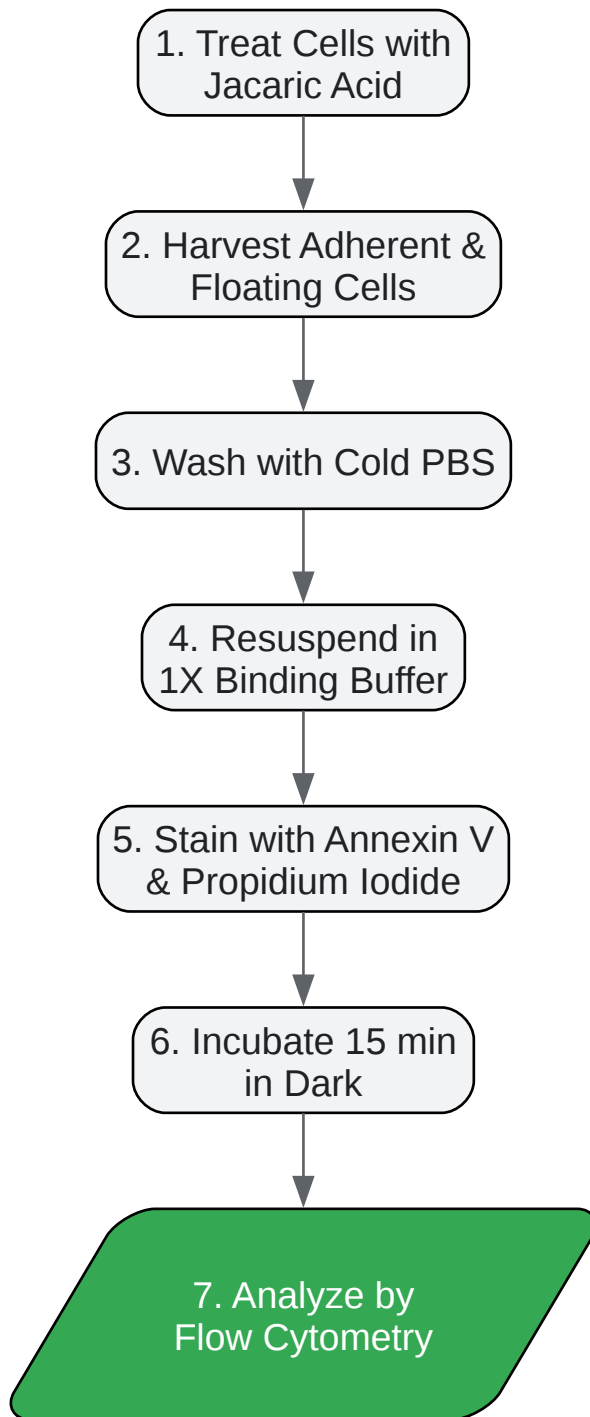 1. Treat Cells with
Jacaric Acid
2. Harvest Adherent &
Floating Cells
3. Wash with Cold PBS
4. Resuspend in
1X Binding Buffer
5. Stain with Annexin V
& Propidium Iodide
6. Incubate 15 min
in Dark
7. Analyze by
Flow Cytometry